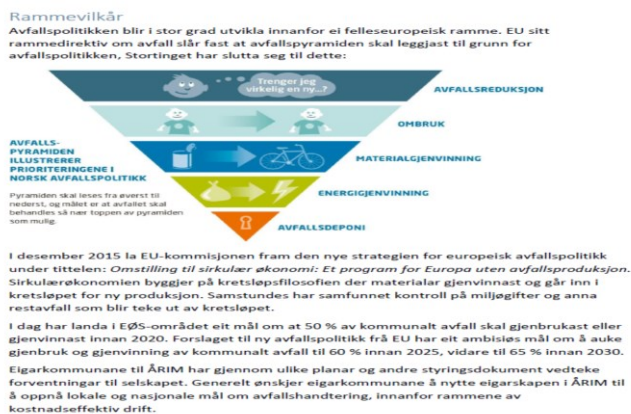 Rammevilkår
Avfallspolitikken blir i stor grad utvikla innanfor ei felleseuropeisk ramme. EU sitt
rammedirektiv om avfall slår fast at avfallspyramiden skal leggjast til grunn for
avfallspolitikken, Stortinget har slutta seg til dette:
Trenger jeg
virkelig en ny...?
AVFALLSREDUKSJON
OMBRUK
AVFALLS-
PYRAMIDEN
ILLUSTRERER
PRIORITERINGENE I
NORSK AVFALLSPOLITIKK
MATERIALGJENVINNING
Pyramiden skal leses fra øverst til
nederst, og målet er at avfallet skal
behandles så nær toppen av pyramiden
som mulig.
ENERGIGJENVINNING
AVFALLSDEPONI
I desember 2015 la EU-kommisjonen fram den nye strategien for europeisk avfallspolitikk
under tittelen: Omstilling til sirkulær økonomi: Et program for Europa uten avfallsproduksjon.
Sirkulærøkonomien byggjer på kretsløpsfilosofien der materialar gjenvinnast og går inn i
kretsløpet for ny produksjon. Samstundes har samfunnet kontroll på miljøgifter og anna
restavfall som blir teke ut av kretsløpet.
I dag har landa i EØS-området eit mål om at 50 % av kommunalt avfall skal gjenbrukast eller
gjenvinnast innan 2020. Forslaget til ny avfallspolitikk frå EU har eit ambisiøs mål om å auke
gjenbruk og gjenvinning av kommunalt avfall til 60 % innan 2025, vidare til 65 % innan 2030.
Eigarkommunane til ÅRIM har gjennom ulike planar og andre styringsdokument vedteke
forventningar til selskapet. Generelt ønskjer eigarkommunane å nytte eigarskapen i ÅRIM til
å oppnå lokale og nasjonale mål om avfallshandtering, innanfor rammene av
kostnadseffektiv drift.